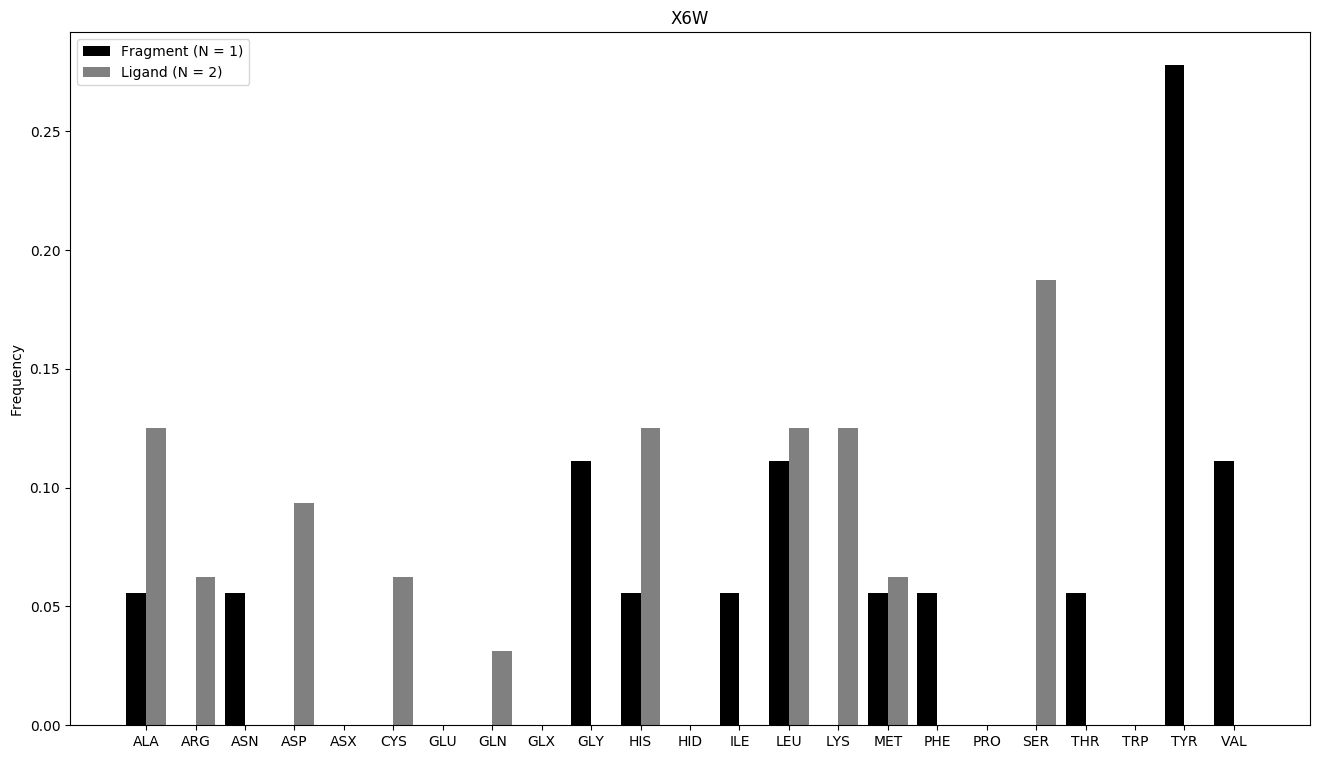 X6W
Fragment (N = 1)
Ligand (N = 2)
Frequency
0.25
0.20
0.15
0.10
0.05
0.00
ALA ARG ASN ASP ASX CYS GLU GLN GLX GLY HIS HID ILE LEU LYS MET PHE PRO SER THR TRP TYR VAL